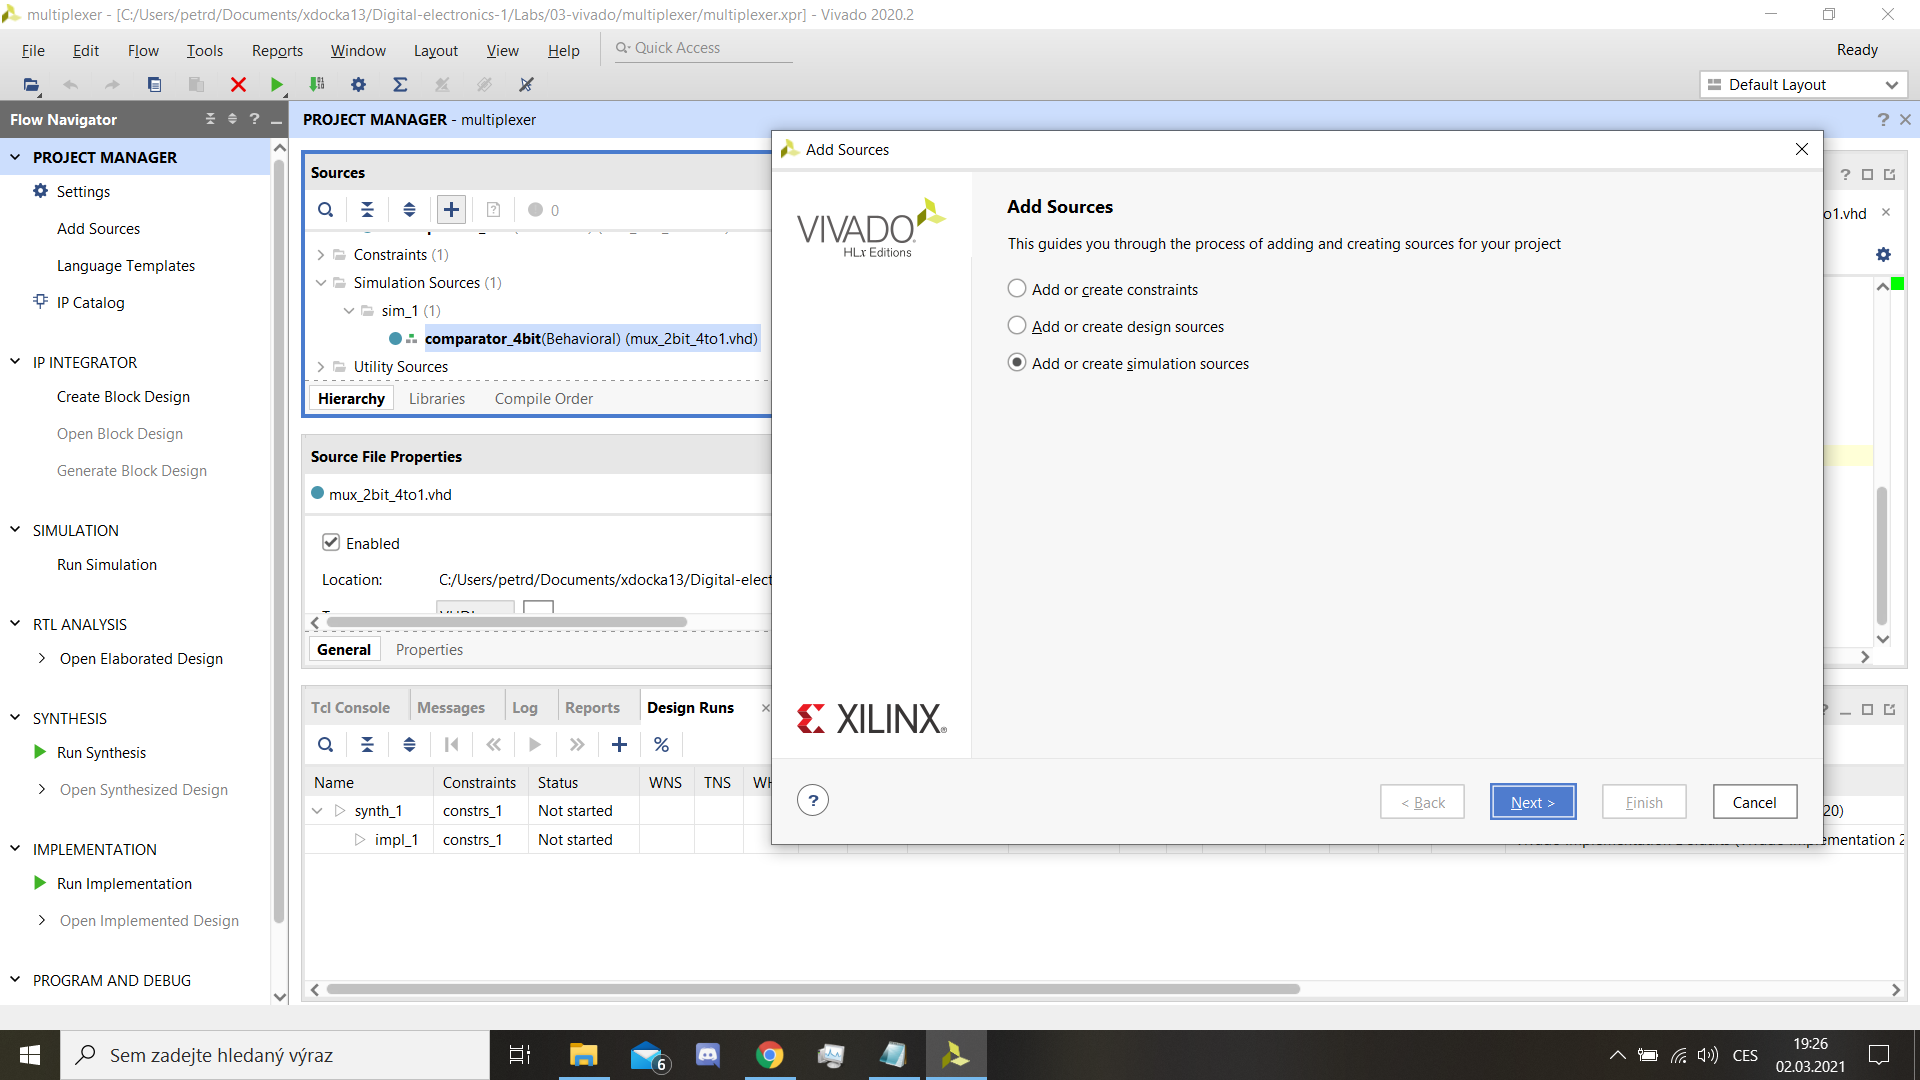 multiplexer - [C:/Users/petrd/Documents/xdocka13/Digital-electronics-1/Labs/03-vivado/multiplexer/multiplexer.xpr] - Vivado 2020.2
File Edit Flow Tools Reports Window Layout View Help Quick Access Ready
Default Layout
Flow Navigator
PROJECT MANAGER - multiplexer
PROJECT MANAGER
Settings
Add Sources
Language Templates
IP Catalog
IP INTEGRATOR
Create Block Design
Open Block Design
Generate Block Design
SIMULATION
Run Simulation
RTL ANALYSIS
Open Elaborated Design
SYNTHESIS
Run Synthesis
Open Synthesized Design
IMPLEMENTATION
Run Implementation
Open Implemented Design
PROGRAM AND DEBUG
Sources
0
Constraints (1)
Simulation Sources (1)
sim_1 (1)
comparator_4bit(Behavioral) (mux_2bit_4to1.vhd)
Utility Sources
Hierarchy Libraries Compile Order
Source File Properties
mux_2bit_4to1.vhd
Enabled
Location: C:/Users/petrd/Documents/xdocka13/Digital-elect
General Properties
o1.vhd
Tcl Console Messages Log Reports Design Runs
Name Constraints Status WNS TNS WH
synth_1 constrs_1 Not started
20)
impl_1 constrs_1 Not started
ementation 2
Add Sources
VIVADO
HLx Editions
XILINX
Add Sources
This guides you through the process of adding and creating sources for your project
Add or create constraints
Add or create design sources
Add or create simulation sources
?
< Back Next > Finish Cancel
Sem zadejte hledaný výraz
6
CES
19:26
02.03.2021